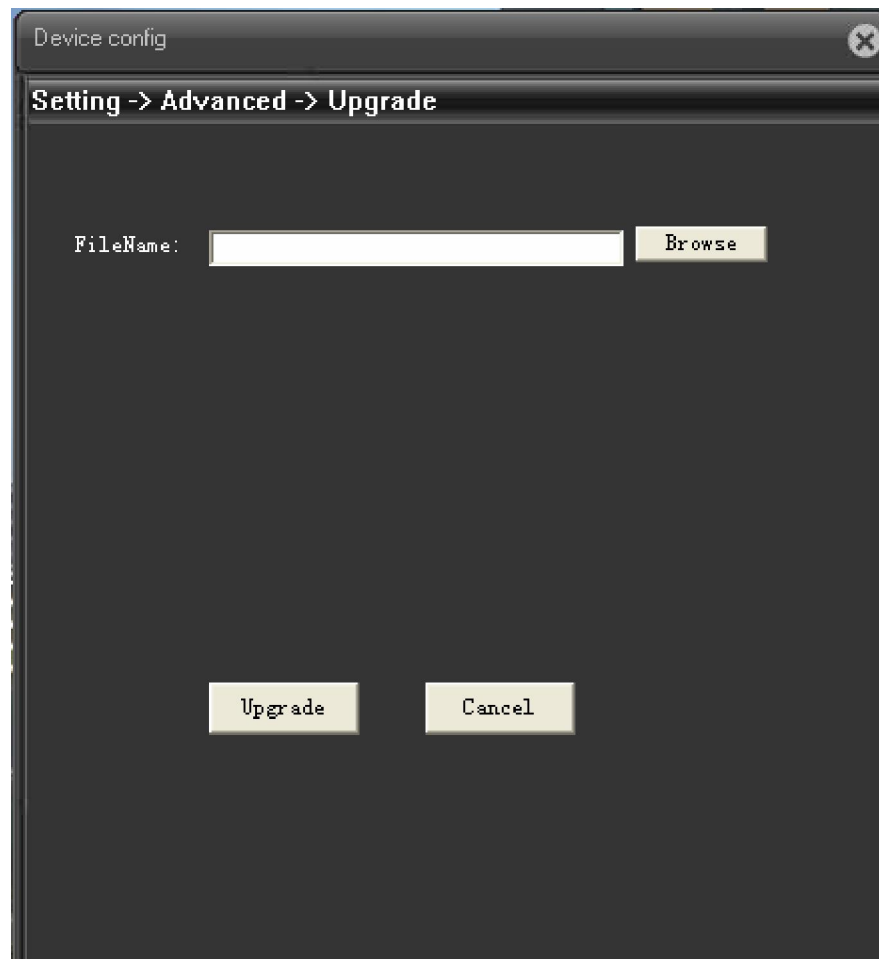 Device config
Setting -> Advanced -> Upgrade
FileName:
Browse
Upgrade
Cancel